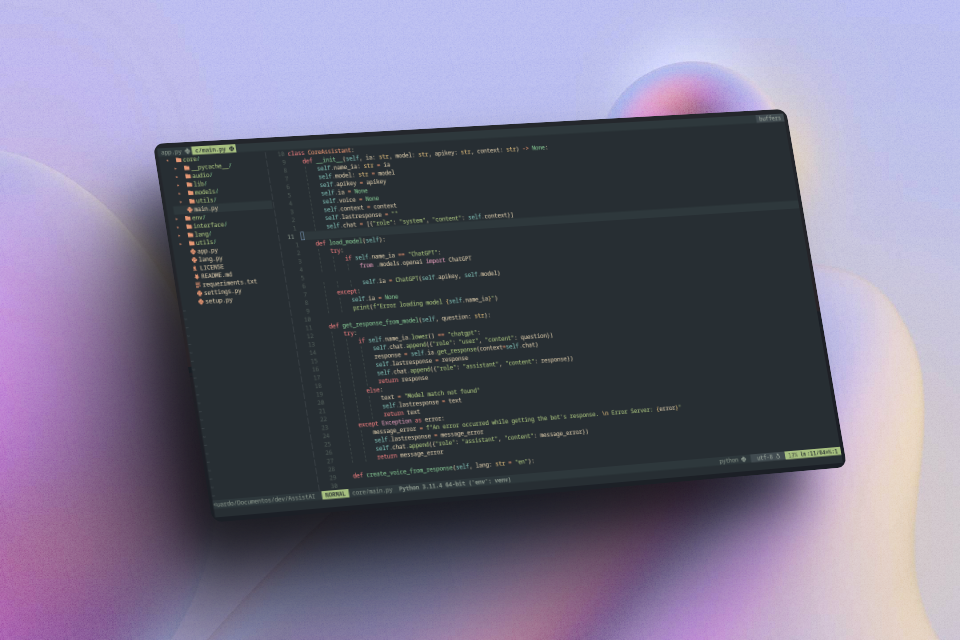 app.py c/main.py buffers
core/
__pycache__/
audio/
lib/
models/
utils/
main.py
env/
interface/
lang/
utils/
app.py
lang.py
LICENSE
README.md
requeriments.txt
settings.py
setup.py
class CoreAssistant:
def __init__(self, ia: str, model: str, apikey: str, context: str) -> None:
self.name_ia: str = ia
self.model: str = model
self.apikey = apikey
self.ia = None
self.voice = None
self.context = context
self.lastresponse = ""
self.chat = [{"role": "system", "content": self.context}]
11
def load_model(self):
try:
if self.name_ia == "ChatGPT":
from .models.openai import ChatGPT
self.ia = ChatGPT(self.apikey, self.model)
except:
self.ia = None
print(f"Error loading model {self.name_ia}")
def get_response_from_model(self, question: str):
try:
if self.name_ia.lower() == "chatgpt":
self.chat.append({"role": "user", "content": question})
response = self.ia.get_response(context=self.chat)
self.lastresponse = response
self.chat.append({"role": "assistant", "content": response})
return response
else:
text = "Model match not found"
self.lastresponse = text
return text
except Exception as error:
message_error = f"An error occurred while getting the bot's response. \n Error Server: {error}"
self.lastresponse = message_error
self.chat.append({"role": "assistant", "content": message_error})
return message_error
def create_voice_from_response(self, long: str = "en"):
/Documentos/dev/AssistAI NORMAL core/main.py Python 3.11.4 64-bit ('env': venv) python utf-8